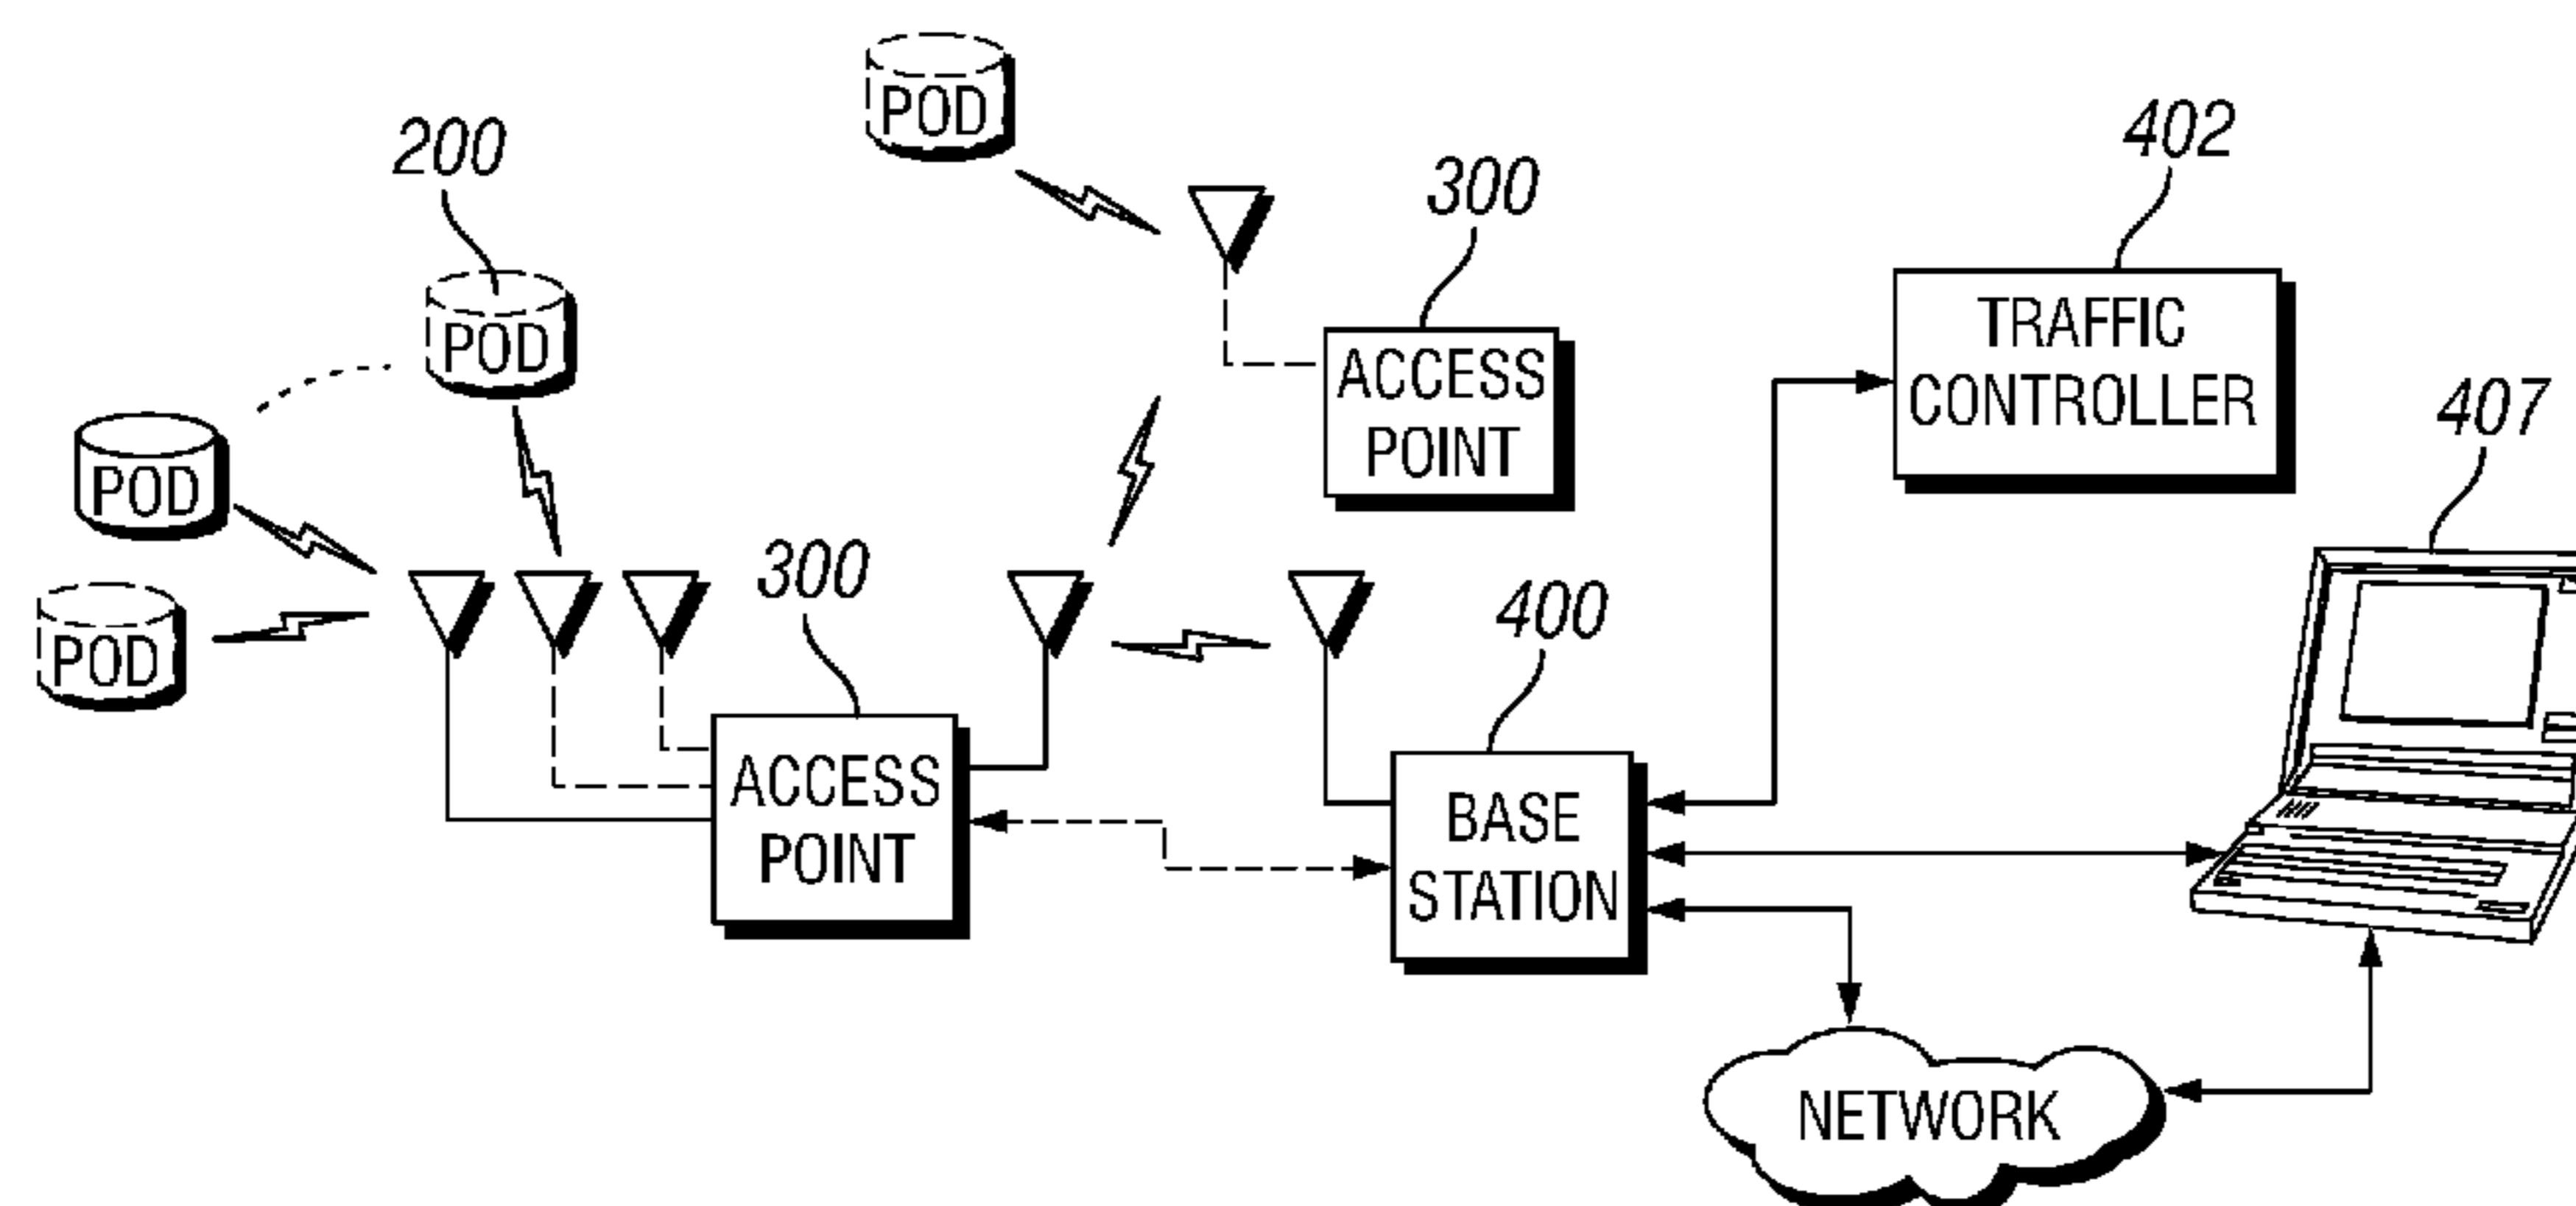 POD
200
402
300
POD
TRAFFIC
CONTROLLER
ACCESS
POINT
407
POD
300
400
POD
ACCESS
POINT
BASE
STATION
NETWORK